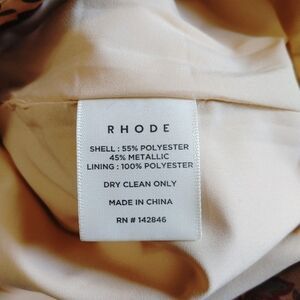 RHODE
SHELL : 55% POLYESTER
45% METALLIC
LINING : 100% POLYESTER
DRY CLEAN ONLY
MADE IN CHINA
RN # 142846